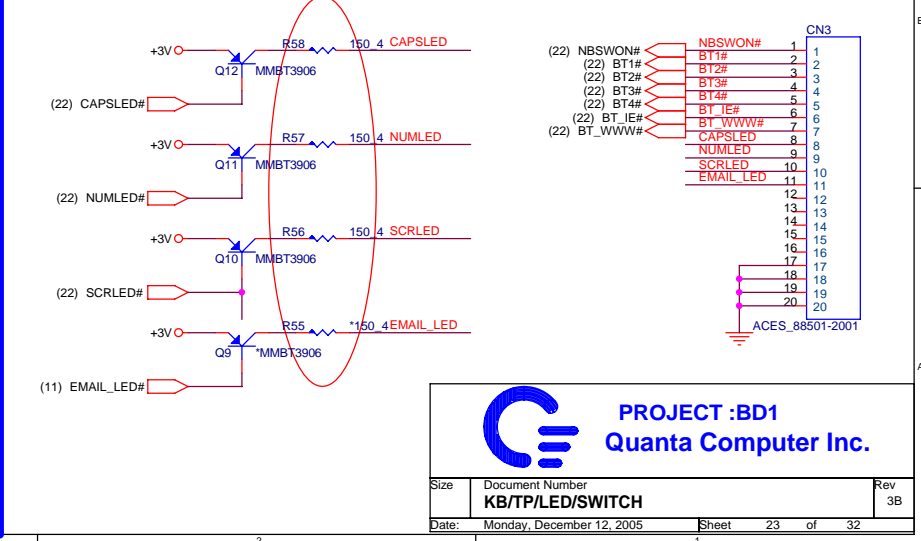 +3V
R58
150_4 CAPSLED
Q12
MMBT3906
(22) CAPSLED#
+3V
R57
150_4 NUMLED
Q11
MMBT3906
(22) NUMLED#
+3V
R56
150_4 SCRLED
Q10
MMBT3906
(22) SCRLED#
+3V
R55
*150_4 EMAIL_LED
Q9
*MMBT3906
(11) EMAIL_LED#
CN3
(22) NBSWON# NBSWON# 1 1
(22) BT1# BT1# 2 2
(22) BT2# BT2# 3 3
(22) BT3# BT3# 4 4
(22) BT4# BT4# 5 5
(22) BT_IE# BT_IE# 6 6
(22) BT_WWW# BT_WWW# 7 7
CAPSLED 8 8
NUMLED 9 9
SCRLED 10 10
EMAIL_LED 11 11
12 12
13 13
14 14
15 15
16 16
17 17
18 18
19 19
20 20
ACES_88501-2001
PROJECT :BD1
Quanta Computer Inc.
Size Document Number Rev
KB/TP/LED/SWITCH 3B
Date: Monday, December 12, 2005 Sheet 23 of 32